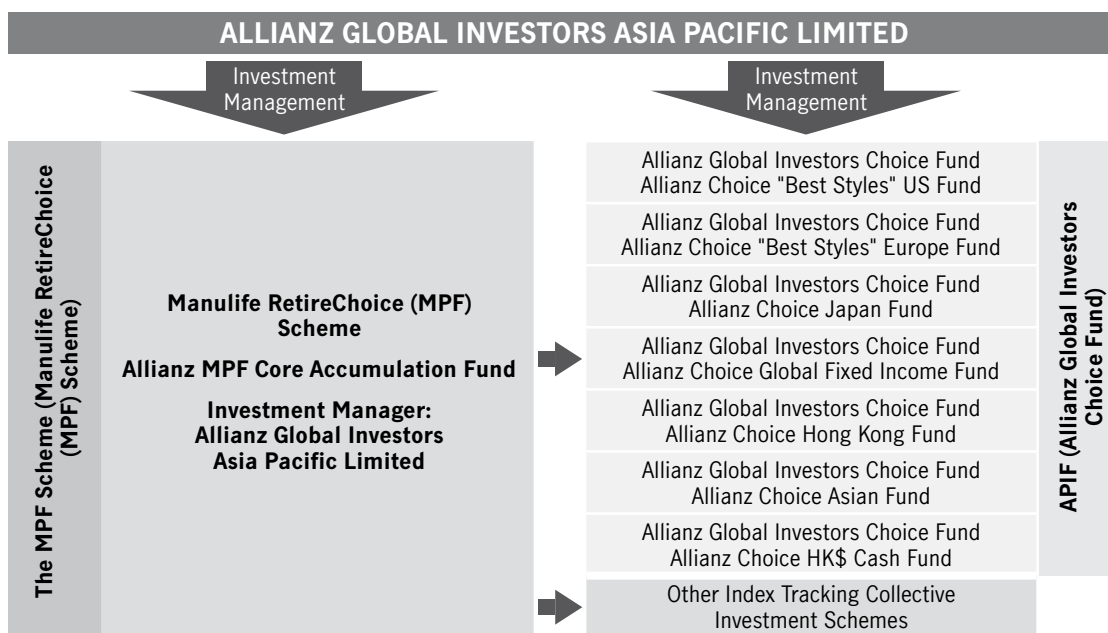 ALLIANZ GLOBAL INVESTORS ASIA PACIFIC LIMITED
Investment
Management
Investment
Management
The MPF Scheme (Manulife RetireChoice
(MPF) Scheme)
Manulife RetireChoice (MPF)
Scheme
Allianz MPF Core Accumulation Fund
Investment Manager:
Allianz Global Investors
Asia Pacific Limited
Allianz Global Investors Choice Fund
Allianz Choice "Best Styles" US Fund
Allianz Global Investors Choice Fund
Allianz Choice "Best Styles" Europe Fund
Allianz Global Investors Choice Fund
Allianz Choice Japan Fund
Allianz Global Investors Choice Fund
Allianz Choice Global Fixed Income Fund
Allianz Global Investors Choice Fund
Allianz Choice Hong Kong Fund
Allianz Global Investors Choice Fund
Allianz Choice Asian Fund
Allianz Global Investors Choice Fund
Allianz Choice HK$ Cash Fund
Other Index Tracking Collective
Investment Schemes
APIF (Allianz Global Investors
Choice Fund)